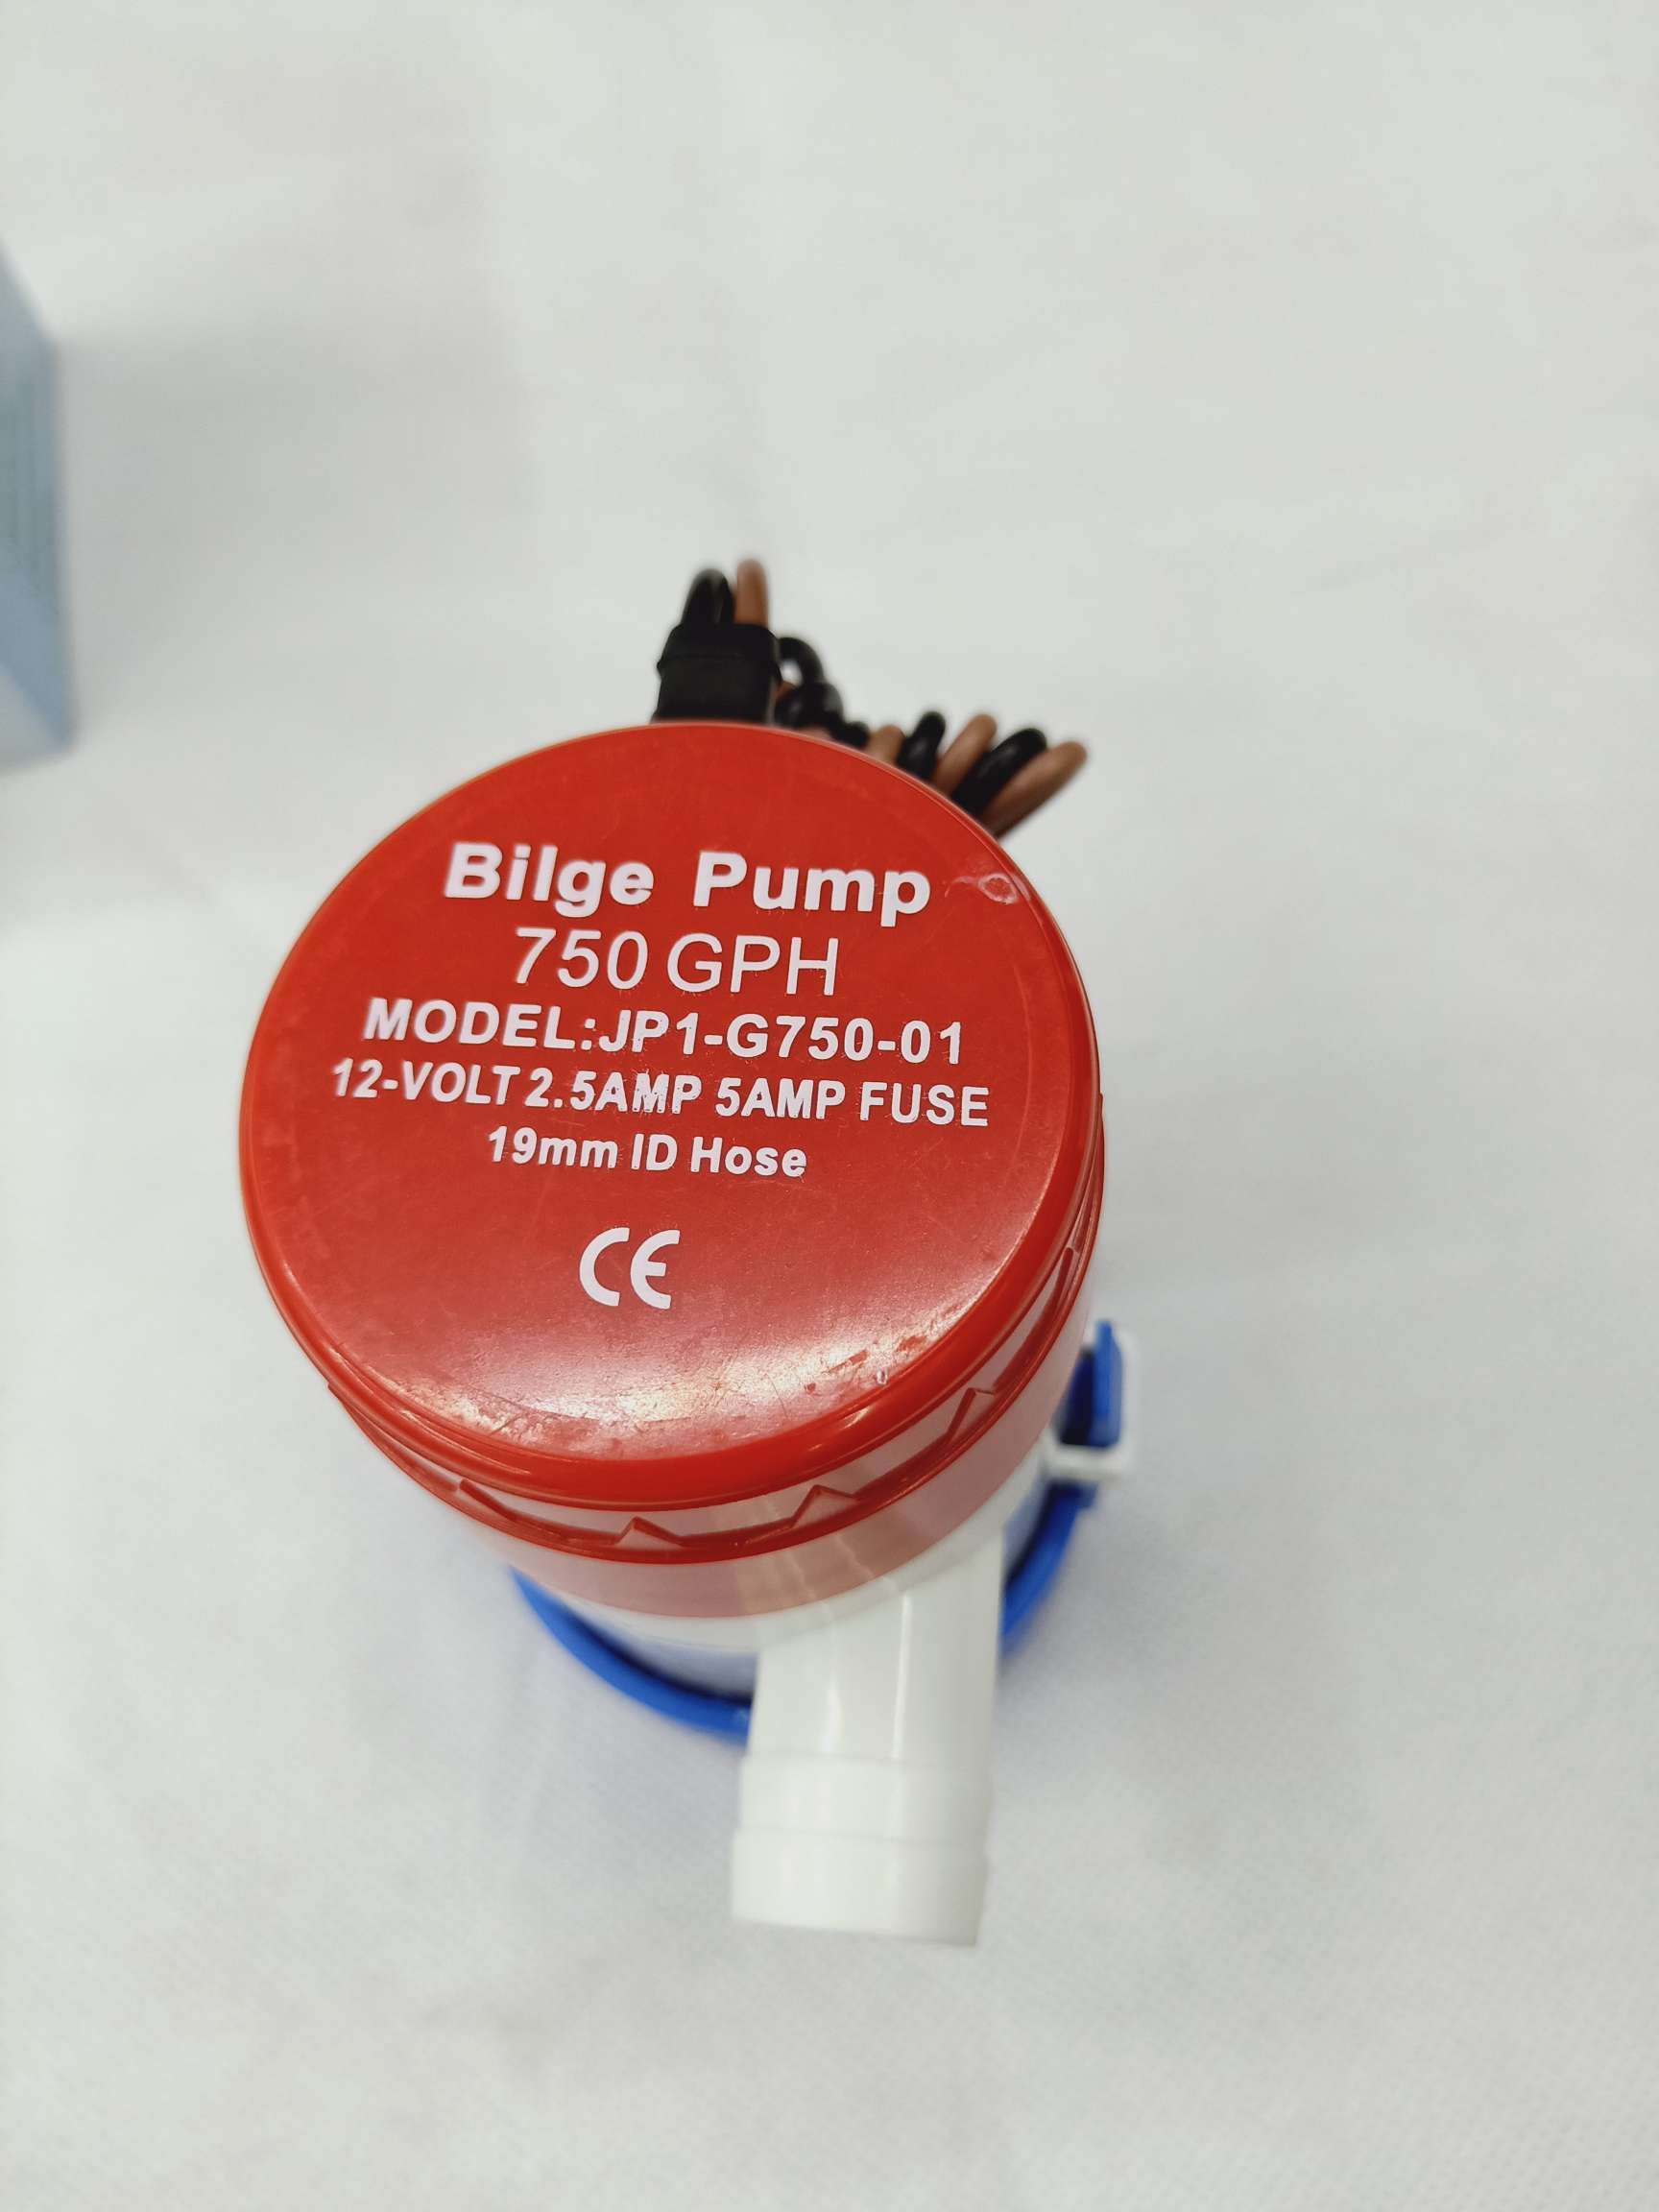 Bilge Pump
750 GPH
MODEL:JP1-G750-01
12-VOLT 2.5AMP 5AMP FUSE
19mm ID Hose
CE